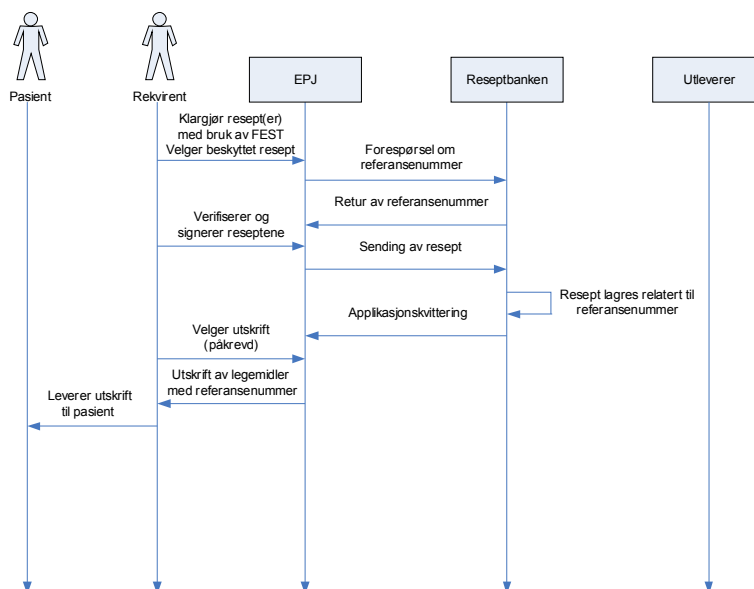 EPJ
Reseptbanken
Utleverer
Pasient
Rekvirent
Klargjør resept(er)
med bruk av FEST
Velger beskyttet resept
Forespørsel om
referansenummer
Retur av referansenummer
Verifiserer og
signerer reseptene
Sending av resept
Resept lagres relatert til
referansenummer
Applikasjonskvittering
Velger utskrift
(påkrevd)
Utskrift av legemidler
med referansenummer
Leverer utskrift
til pasient